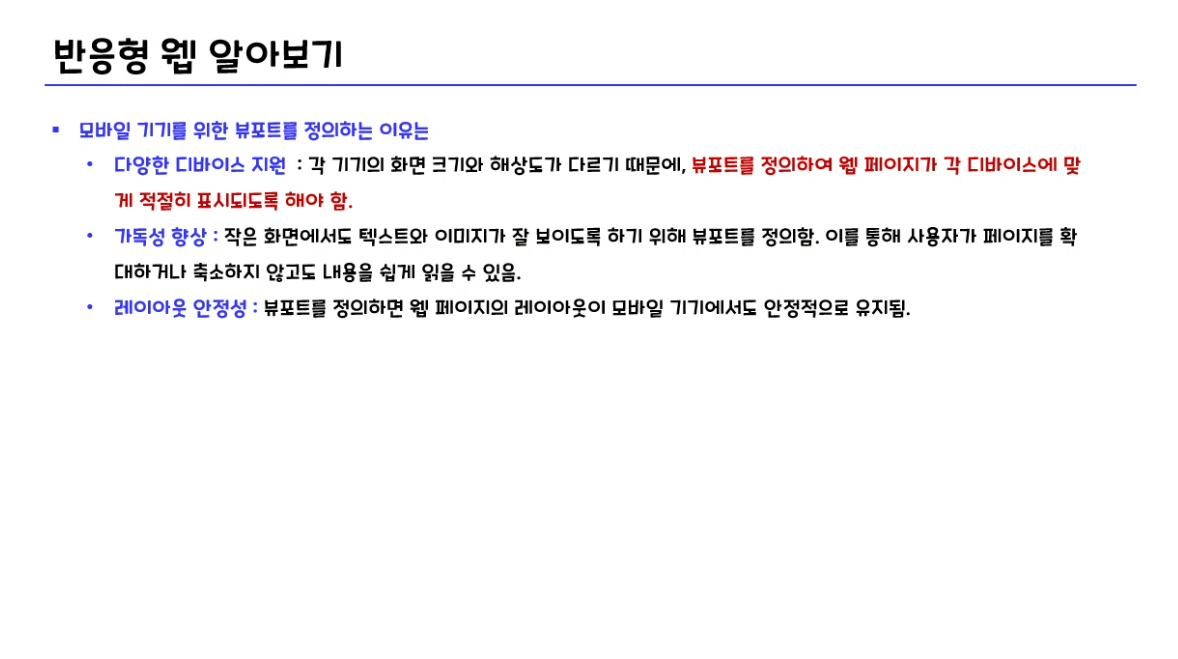 반응형 웹 알아보기
▪ 모바일 기기를 위한 뷰포트를 정의하는 이유는
• 다양한 디바이스 지원 : 각 기기의 화면 크기와 해상도가 다르기 때문에, 뷰포트를 정의하여 웹 페이지가 각 디바이스에 맞
게 적절히 표시되도록 해야 함.
• 가독성 향상 : 작은 화면에서도 텍스트와 이미지가 잘 보이도록 하기 위해 뷰포트를 정의함. 이를 통해 사용자가 페이지를 확
대하거나 축소하지 않고도 내용을 쉽게 읽을 수 있음.
• 레이아웃 안정성 : 뷰포트를 정의하면 웹 페이지의 레이아웃이 모바일 기기에서도 안정적으로 유지됨.